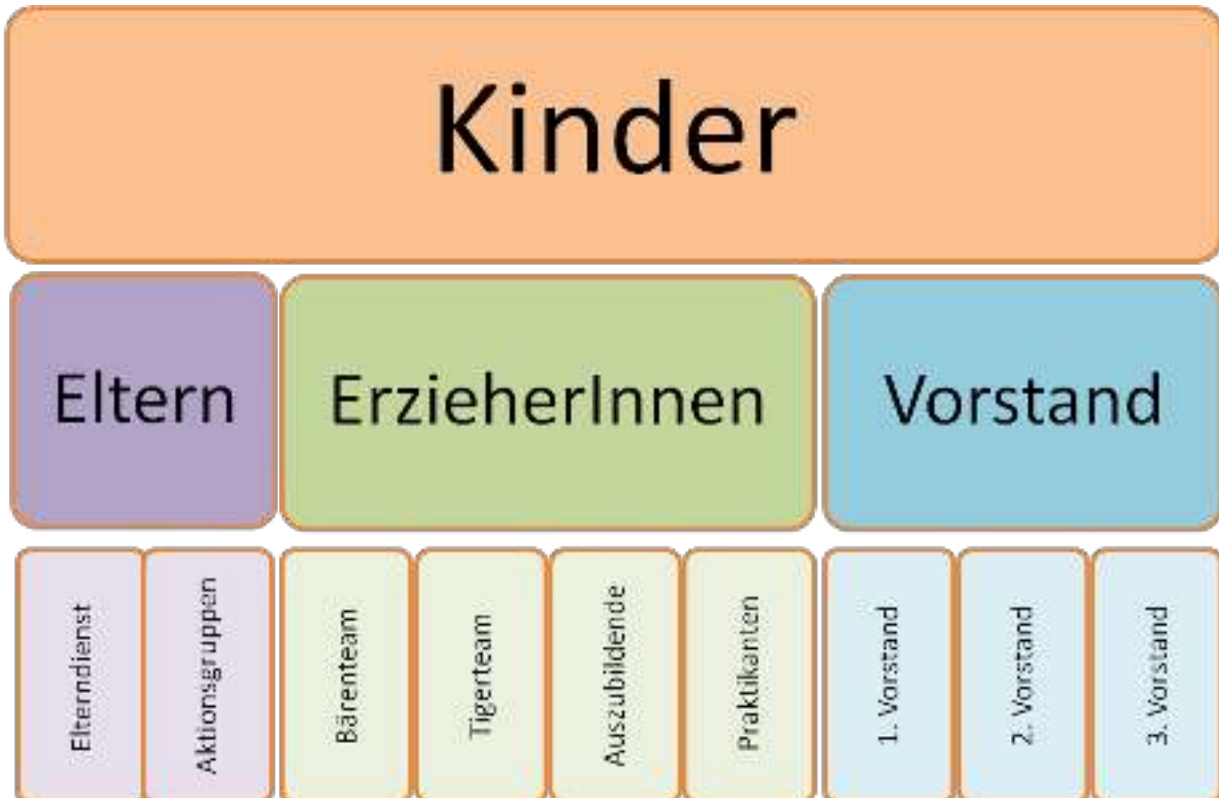 Kinder
Eltern
ErzieherInnen
Vorstand
Elterndienst
Aktionsgruppen
Bärenteam
Tigerteam
Auszubildende
Praktikanten
1. Vorstand
2. Vorstand
3. Vorstand